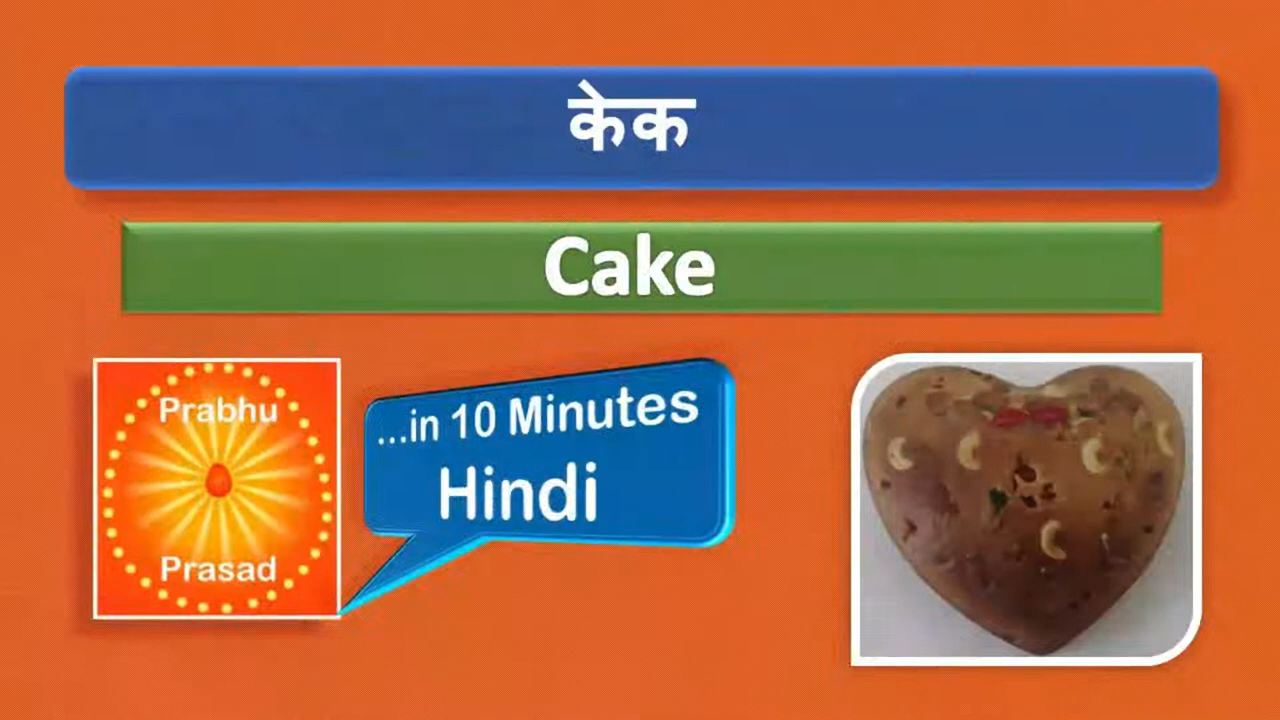 केक
Cake
Prabhu
Prasad
...in 10 Minutes
Hindi